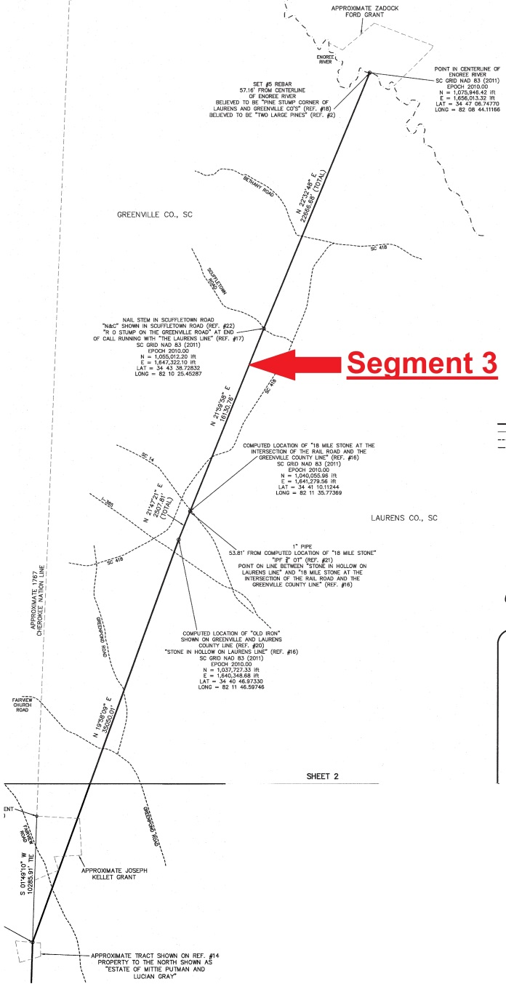 APPROXIMATE ZADOCK
FORD GRANT
ENOREE
RIVER
POINT IN CENTERLINE OF
ENOREE RIVER
SC GRID NAD 83 (2011)
EPOCH 2010.00
N = 1,075,946.42 ift
E = 1,656,013.32 ift
LAT = 34 47 06.74770
LONG = 82 08 44.11166
SET #5 REBAR
57.16' FROM CENTERLINE
OF ENOREE RIVER
BELIEVED TO BE "PINE STUMP CORNER OF
LAURENS AND GREENVILLE CO'S" (REF. #18)
BELIEVED TO BE "TWO LARGE PINES" (REF. #2)
BETHANY ROAD
N 22°32'48" E
22666.68' (TOTAL)
GREENVILLE CO., SC
SC 418
SCUFFLETOWN
ROAD
NAIL STEM IN SCUFFLETOWN ROAD
"N&C" SHOWN IN SCUFFLETOWN ROAD (REF. #22)
"R O STUMP ON THE GREENVILLE ROAD" AT END
OF CALL RUNNING WITH "THE LAURENS LINE" (REF. #17)
SC GRID NAD 83 (2011)
EPOCH 2010.00
N = 1,055,012.20 ift
E = 1,647,322.10 ift
LAT = 34 43 38.72832
LONG = 82 10 25.45287
Segment 3
SC 418
N 21°59'58" E
16130.76'
COMPUTED LOCATION OF "18 MILE STONE AT THE
INTERSECTION OF THE RAIL ROAD AND THE
GREENVILLE COUNTY LINE" (REF. #16)
SC GRID NAD 83 (2011)
EPOCH 2010.00
N = 1,040,055.96 ift
E = 1,641,279.56 ift
LAT = 34 41 10.11244
LONG = 82 11 35.77369
SC 14
I-385
N 21°47'21" E
2507.81'
(TOTAL)
LAURENS CO., SC
1" PIPE
53.81' FROM COMPUTED LOCATION OF "18 MILE STONE"
"IPF ¾" OT" (REF. #21)
POINT ON LINE BETWEEN "STONE IN HOLLOW ON
LAURENS LINE" AND "18 MILE STONE AT THE
INTERSECTION OF THE RAIL ROAD AND THE
GREENVILLE COUNTY LINE" (REF. #16)
SC 418
APPROXIMATE 1767
CHEROKEE NATION LINE
GREENPOND ROAD
COMPUTED LOCATION OF "OLD IRON"
SHOWN ON GREENVILLE AND LAURENS
COUNTY LINE (REF. #20)
"STONE IN HOLLOW ON LAURENS LINE" (REF. #16)
SC GRID NAD 83 (2011)
EPOCH 2010.00
N = 1,037,727.33 ift
E = 1,640,348.68 ift
LAT = 34 40 46.97330
LONG = 82 11 46.59746
FAIRVIEW
CHURCH
ROAD
N 19°58'09" E
35050.01'
SHEET 2
ENT
)
FAIRVIEW
ROAD
GREENPOND ROAD
S 01°49'10" W
10285.91' TIE
APPROXIMATE JOSEPH
KELLET GRANT
APPROXIMATE TRACT SHOWN ON REF. #14
PROPERTY TO THE NORTH SHOWN AS
"ESTATE OF MITTIE PUTMAN AND
LUCIAN GRAY"